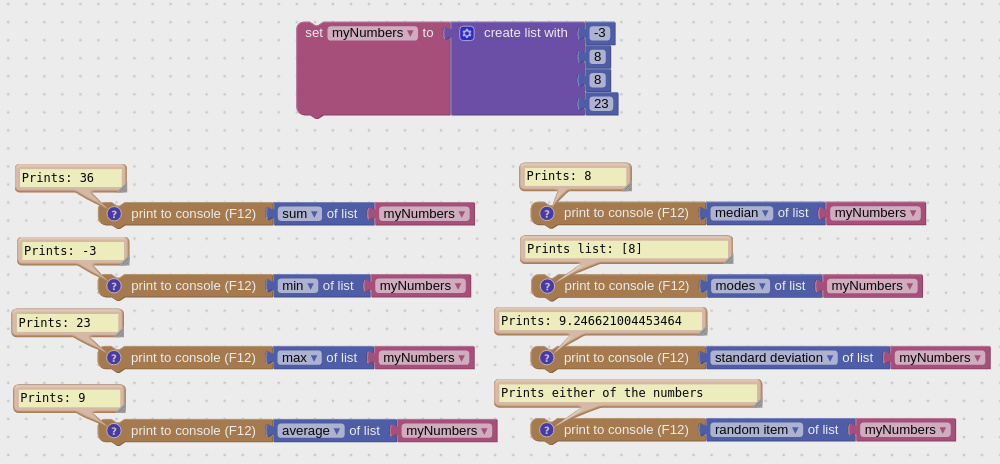 set myNumbers to create list with -3
8
8
23
Prints: 36
print to console (F12) sum of list myNumbers
Prints: -3
print to console (F12) min of list myNumbers
Prints: 23
print to console (F12) max of list myNumbers
Prints: 9
print to console (F12) average of list myNumbers
Prints: 8
print to console (F12) median of list myNumbers
Prints list: [8]
print to console (F12) modes of list myNumbers
Prints: 9.246621004453464
print to console (F12) standard deviation of list myNumbers
Prints either of the numbers
print to console (F12) random item of list myNumbers